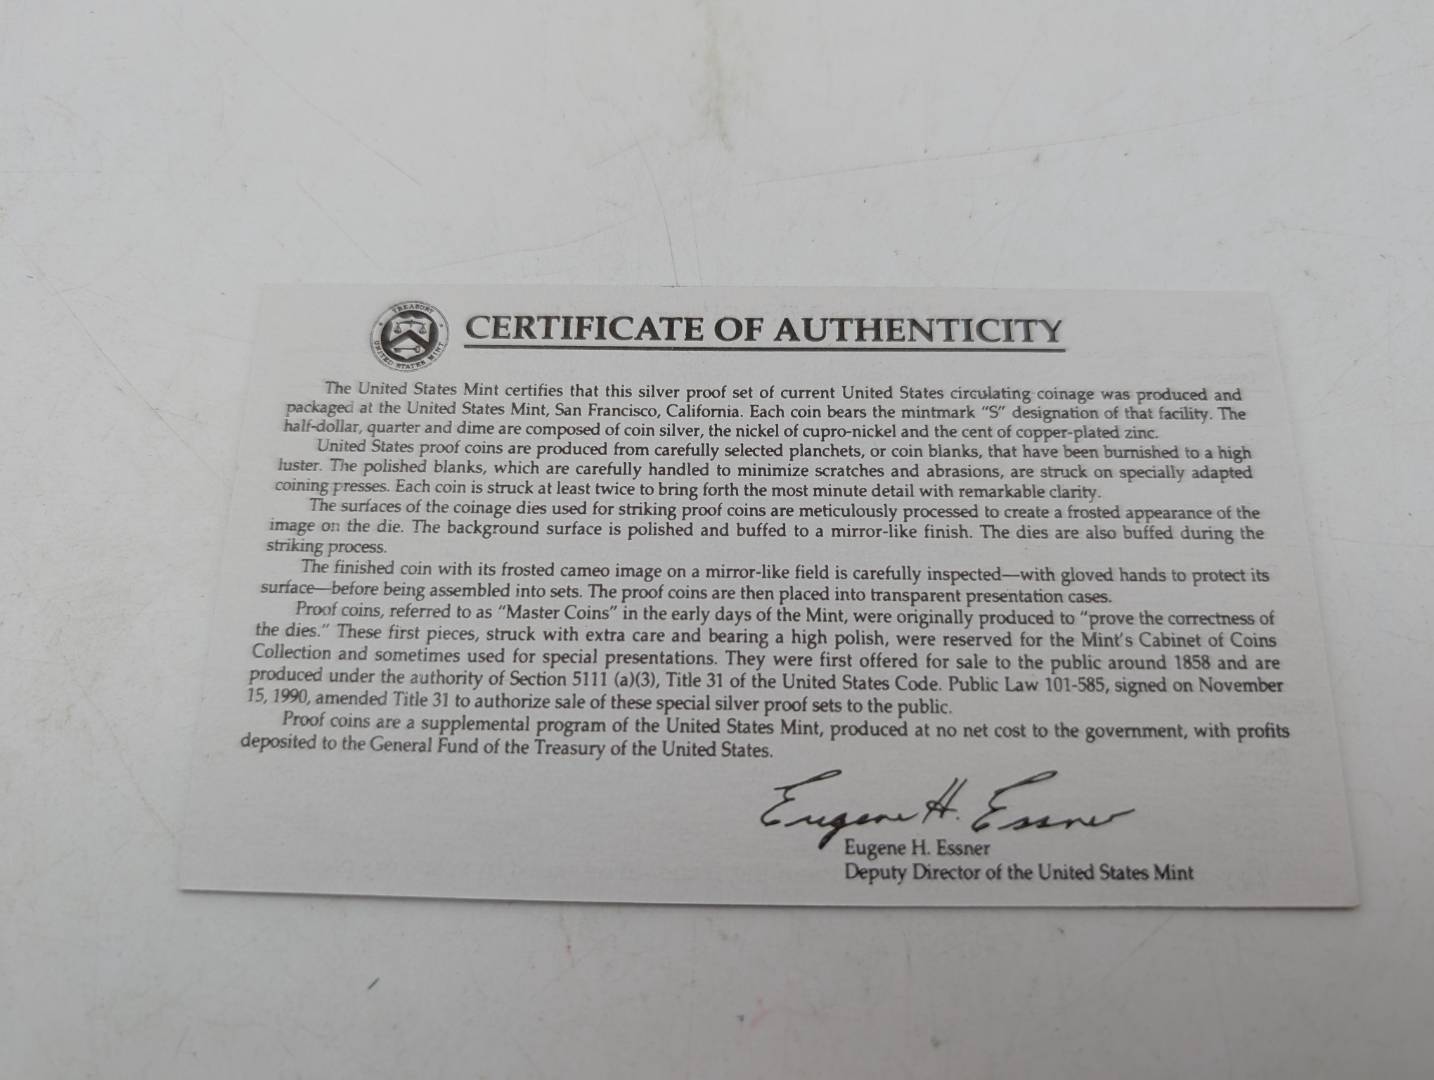 TREASURY
UNITED STATES MINT
CERTIFICATE OF AUTHENTICITY
The United States Mint certifies that this silver proof set of current United States circulating coinage was produced and
packaged at the United States Mint, San Francisco, California. Each coin bears the mintmark "S" designation of that facility. The
half-dollar, quarter and dime are composed of coin silver, the nickel of cupro-nickel and the cent of copper-plated zinc.
United States proof coins are produced from carefully selected planchets, or coin blanks, that have been burnished to a high
luster. The polished blanks, which are carefully handled to minimize scratches and abrasions, are struck on specially adapted
coining presses. Each coin is struck at least twice to bring forth the most minute detail with remarkable clarity.
The surfaces of the coinage dies used for striking proof coins are meticulously processed to create a frosted appearance of the
image on the die. The background surface is polished and buffed to a mirror-like finish. The dies are also buffed during the
striking process.
The finished coin with its frosted cameo image on a mirror-like field is carefully inspected—with gloved hands to protect its
surface—before being assembled into sets. The proof coins are then placed into transparent presentation cases.
Proof coins, referred to as "Master Coins" in the early days of the Mint, were originally produced to "prove the correctness of
the dies." These first pieces, struck with extra care and bearing a high polish, were reserved for the Mint's Cabinet of Coins
Collection and sometimes used for special presentations. They were first offered for sale to the public around 1858 and are
produced under the authority of Section 5111 (a)(3), Title 31 of the United States Code. Public Law 101-585, signed on November
15, 1990, amended Title 31 to authorize sale of these special silver proof sets to the public.
Proof coins are a supplemental program of the United States Mint, produced at no net cost to the government, with profits
deposited to the General Fund of the Treasury of the United States.
Eugene H. Essner
Eugene H. Essner
Deputy Director of the United States Mint